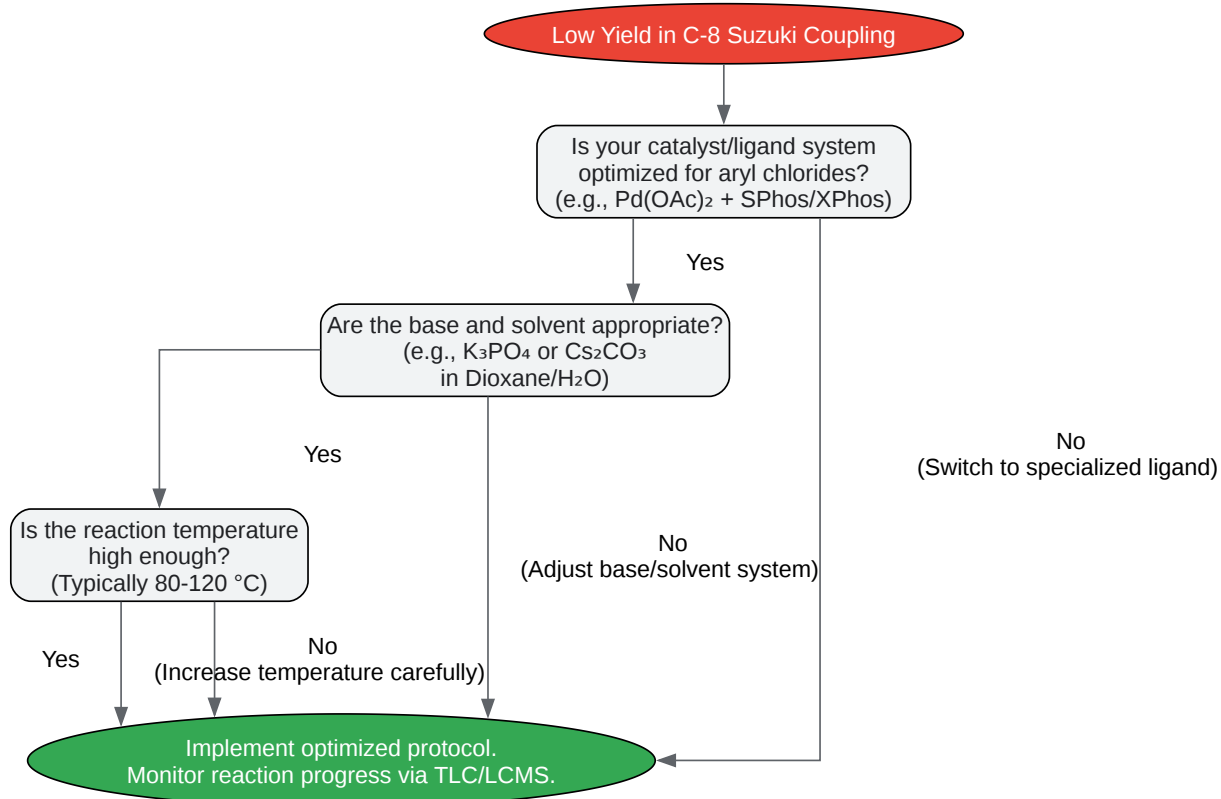 Low Yield in C-8 Suzuki Coupling
Is your catalyst/ligand system
optimized for aryl chlorides?
(e.g., Pd(OAc)₂ + SPhos/XPhos)
Yes
Are the base and solvent appropriate?
(e.g., K₃PO₄ or Cs₂CO₃
in Dioxane/H₂O)
No
(Switch to specialized ligand)
Yes
Is the reaction temperature
high enough?
(Typically 80-120 °C)
No
(Adjust base/solvent system)
Yes
No
(Increase temperature carefully)
Implement optimized protocol.
Monitor reaction progress via TLC/LCMS.